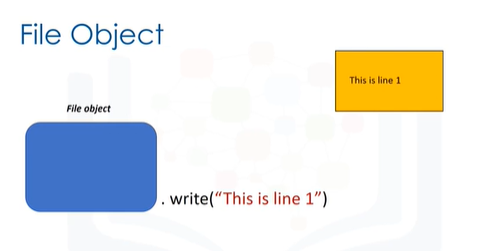 File Object
This is line 1
File object
. write(“This is line 1”)